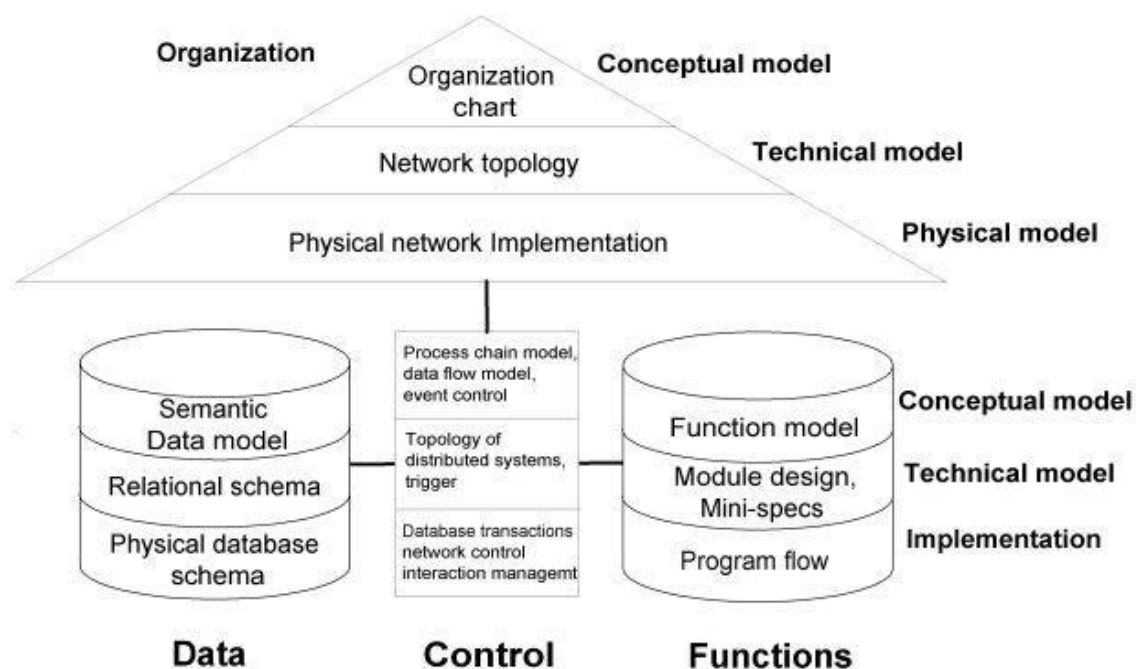 Organization
Conceptual model
Organization
chart
Technical model
Network topology
Physical model
Physical network Implementation
Process chain model,
data flow model,
event control
Semantic
Data model
Function model
Conceptual model
Topology of
distributed systems,
trigger
Relational schema
Module design,
Mini-specs
Technical model
Database transactions
network control
interaction managemt
Physical database
schema
Program flow
Implementation
Data
Control
Functions